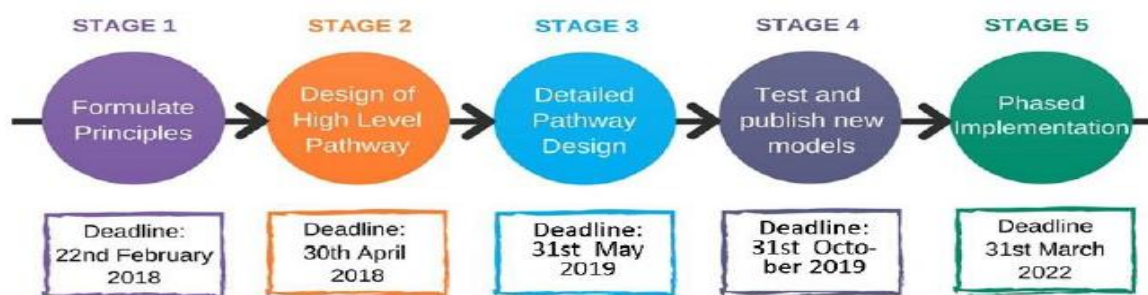 STAGE 1
STAGE 2
STAGE 3
STAGE 4
STAGE 5
Formulate
Principles
Design of
High Level
Pathway
Detailed
Pathway
Design
Test and
publish new
models
Phased
Implementation
Deadline:
22nd February
2018
Deadline:
30th April
2018
Deadline:
31st May
2019
Deadline:
31st Octo-
ber 2019
Deadline
31st March
2022